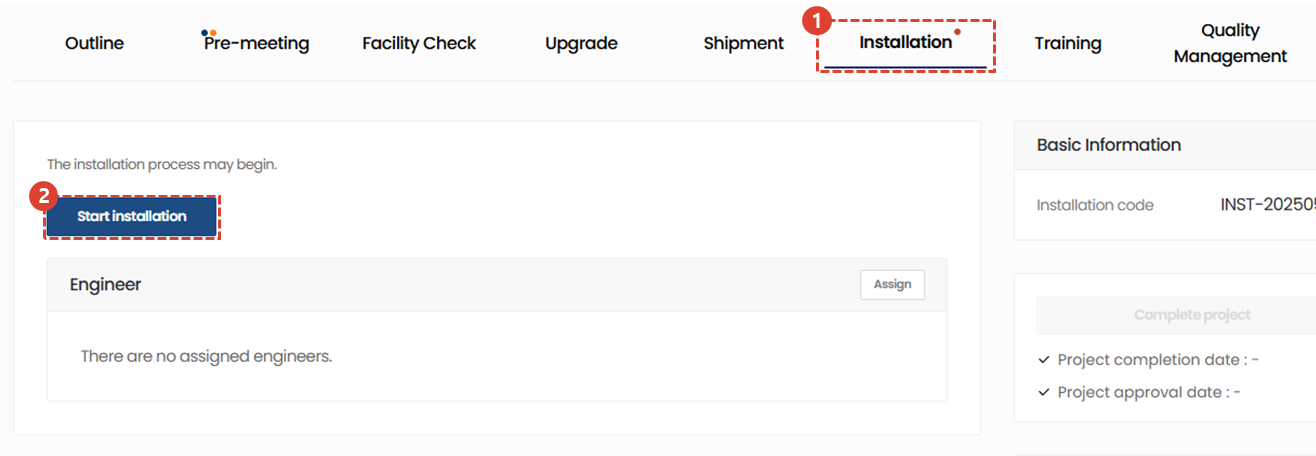 1
Outline
Pre-meeting
Facility Check
Upgrade
Shipment
Installation
Training
Quality
Management
The installation process may begin.
2
Start installation
Engineer
Assign
There are no assigned engineers.
Basic Information
Installation code
INST-202505
Complete project
Project completion date : -
Project approval date : -